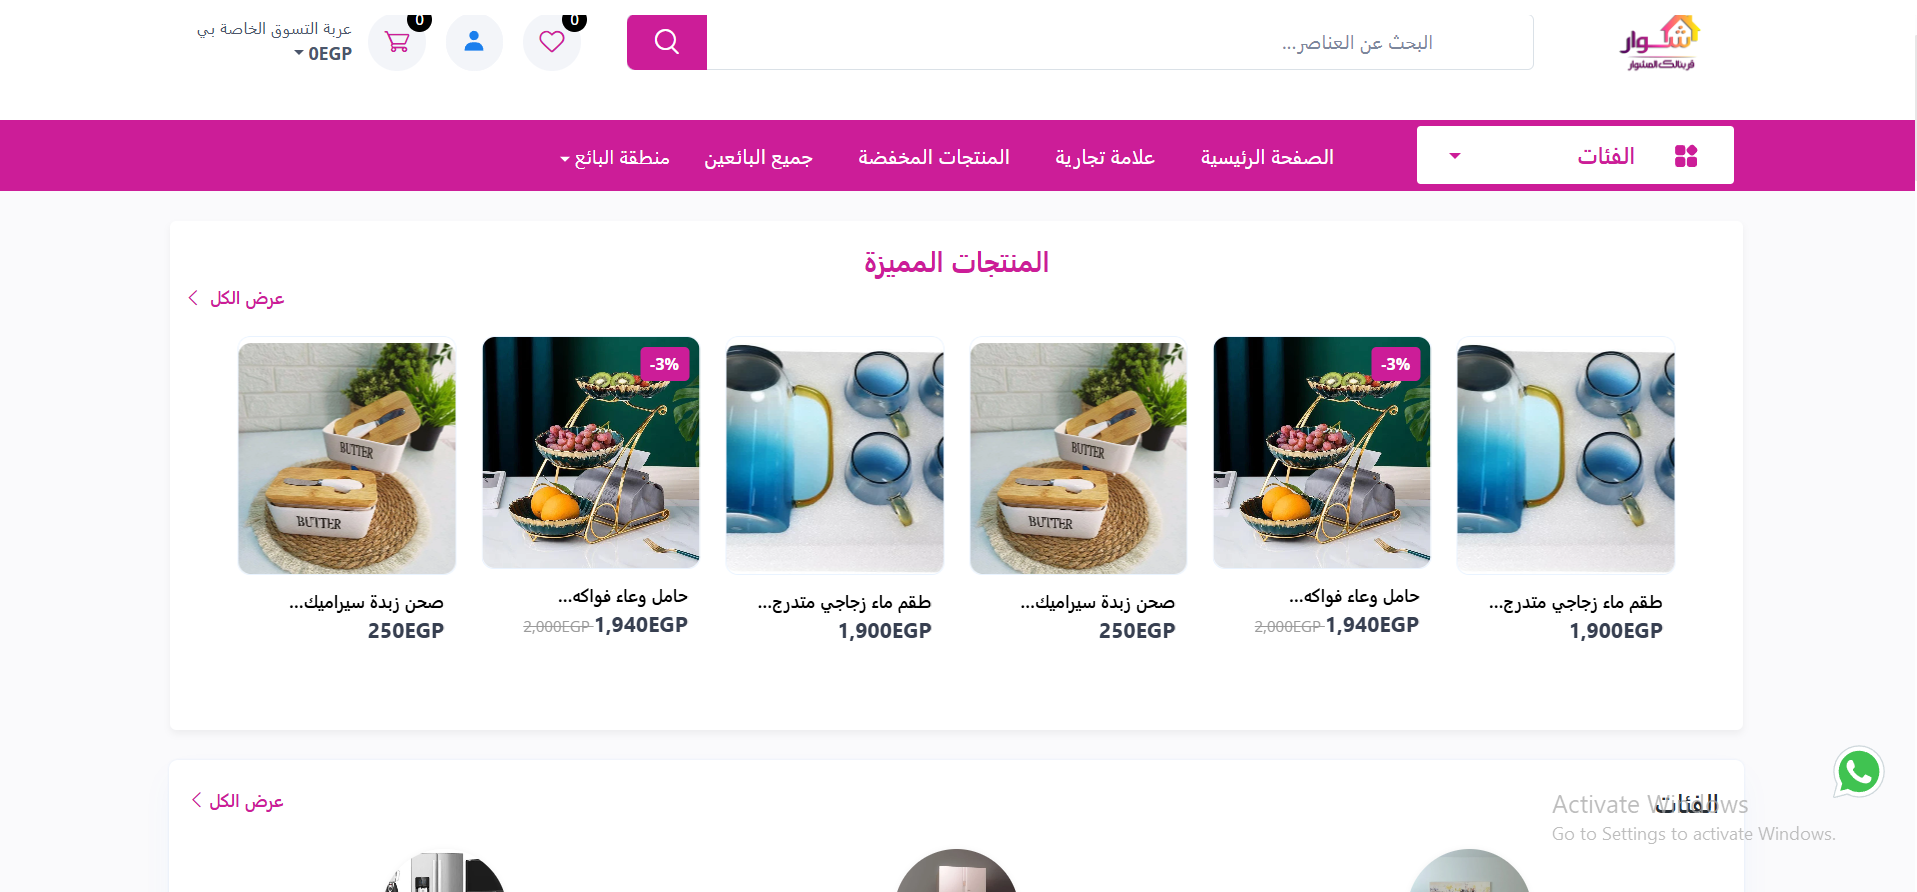 شوار
قربنالك المشوار
البحث عن العناصر...
0
0
عربة التسوق الخاصة بي
0EGP
الفئات
الصفحة الرئيسية
علامة تجارية
المنتجات المخفضة
جميع البائعين
منطقة البائع
المنتجات المميزة
عرض الكل
-3%
-3%
BUTTER
BUTTER
BUTTER
BUTTER
طقم ماء زجاجي متدرج...
1,900EGP
حامل وعاء فواكه...
1,940EGP 2,000EGP
صحن زبدة سيراميك...
250EGP
طقم ماء زجاجي متدرج...
1,900EGP
حامل وعاء فواكه...
1,940EGP 2,000EGP
صحن زبدة سيراميك...
250EGP
الفئات
عرض الكل
Activate Windows
Go to Settings to activate Windows.